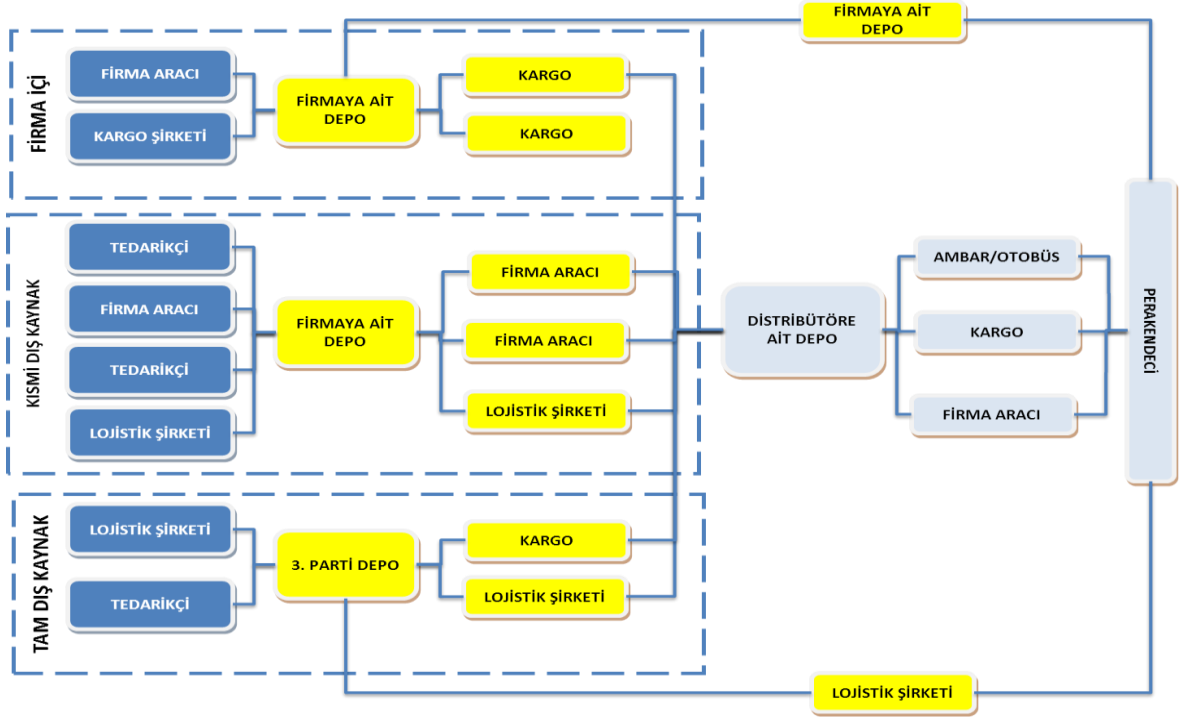 FİRMAYA AİT
DEPO
FİRMA İÇİ
FİRMA ARACI
KARGO ŞİRKETİ
FİRMAYA AİT
DEPO
KARGO
KARGO
KISMİ DIŞ KAYNAK
TEDARİKÇİ
FİRMA ARACI
TEDARİKÇİ
LOJİSTİK ŞİRKETİ
FİRMAYA AİT
DEPO
FİRMA ARACI
FİRMA ARACI
LOJİSTİK ŞİRKETİ
TAM DIŞ KAYNAK
LOJİSTİK ŞİRKETİ
TEDARİKÇİ
3. PARTİ DEPO
KARGO
LOJİSTİK ŞİRKETİ
DİSTRİBÜTÖRE
AİT DEPO
AMBAR/OTOBÜS
KARGO
FİRMA ARACI
PERAKENDECİ
LOJİSTİK ŞİRKETİ